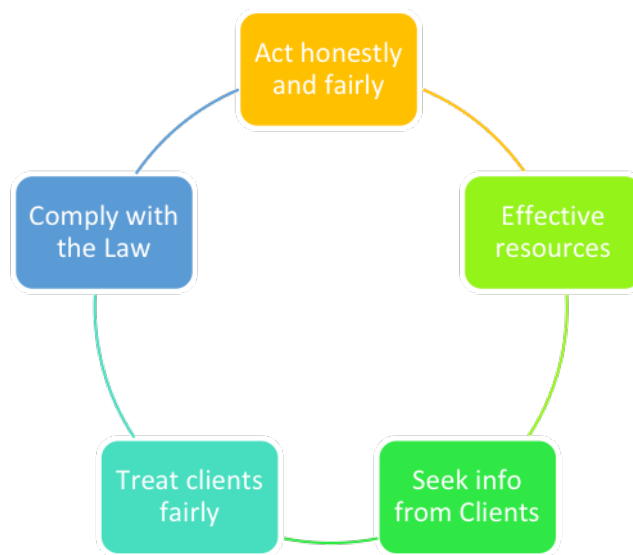 Act honestly
and fairly
Effective
resources
Seek info
from Clients
Treat clients
fairly
Comply with
the Law